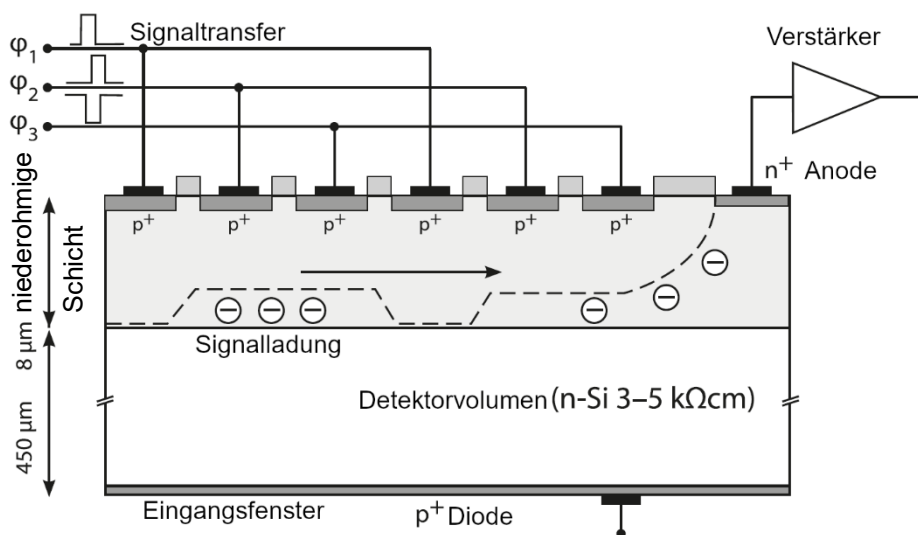 Signaltransfer
Verstärker
φ1
φ2
φ3
n+ Anode
p+ p+ p+ p+ p+ p+
niederohmige
Schicht
8 µm
Signalladung
Detektorvolumen (n-Si 3–5 kΩcm)
450 µm
Eingangsfenster
p+ Diode